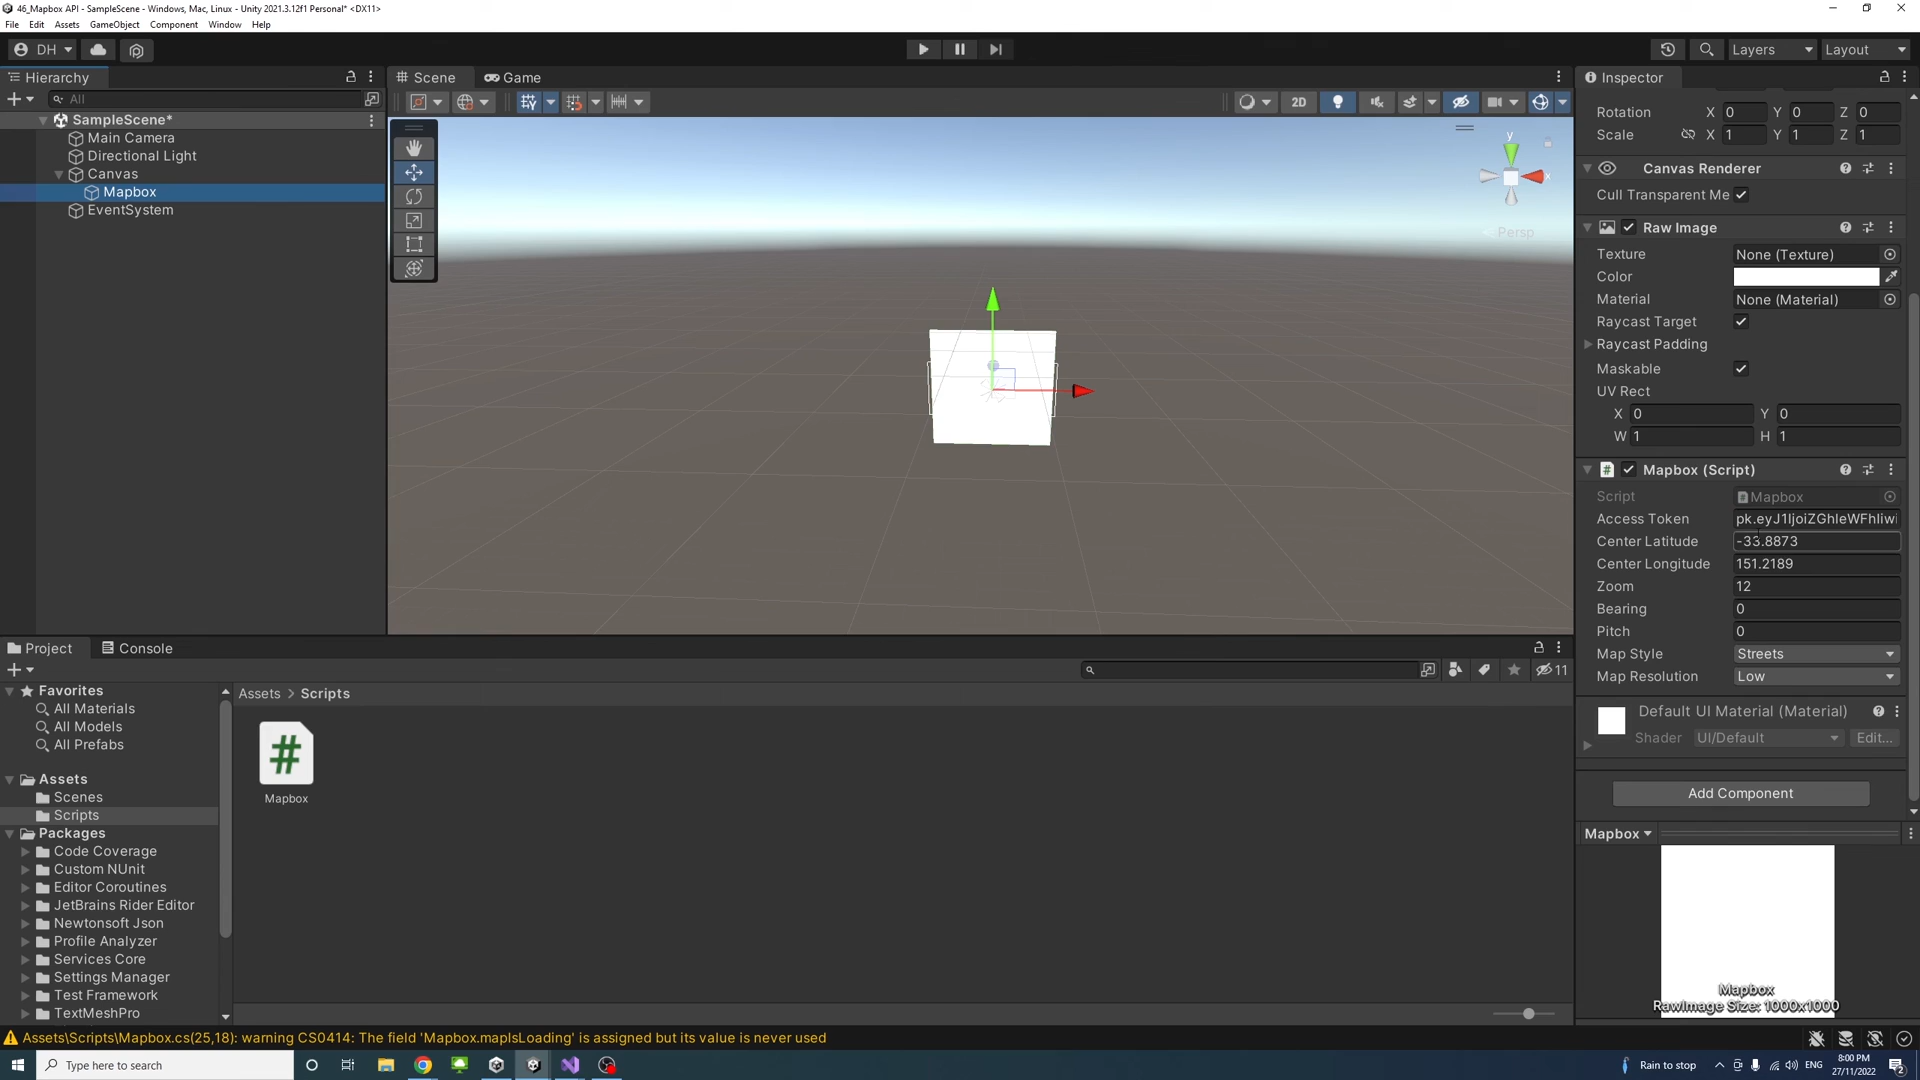 46_Mapbox API - SampleScene - Windows, Mac, Linux - Unity 2021.3.12f1 Personal* <DX11>
File Edit Assets GameObject Component Window Help
DH Layers Layout
Hierarchy
All
SampleScene*
Main Camera
Directional Light
Canvas
Mapbox
EventSystem
Scene Game
2D
y
x
Persp
Inspector
Rotation X 0 Y 0 Z 0
Scale X 1 Y 1 Z 1
Canvas Renderer
Cull Transparent Me
Raw Image
Texture None (Texture)
Color
Material None (Material)
Raycast Target
Raycast Padding
Maskable
UV Rect
X 0 Y 0
W 1 H 1
# Mapbox (Script)
Script Mapbox
Access Token pk.eyJ1IjoiZGhleWFhIiwi
Center Latitude -33.8873
Center Longitude 151.2189
Zoom 12
Bearing 0
Pitch 0
Map Style Streets
Map Resolution Low
Default UI Material (Material)
Shader UI/Default Edit...
Add Component
Mapbox
Mapbox
RawImage Size: 1000x1000
Project Console
11
Favorites
All Materials
All Models
All Prefabs
Assets
Scenes
Scripts
Packages
Code Coverage
Custom NUnit
Editor Coroutines
JetBrains Rider Editor
Newtonsoft Json
Profile Analyzer
Services Core
Settings Manager
Test Framework
TextMeshPro
Assets > Scripts
#
Mapbox
Assets\Scripts\Mapbox.cs(25,18): warning CS0414: The field 'Mapbox.mapIsLoading' is assigned but its value is never used
Type here to search
Rain to stop
ENG
8:00 PM
27/11/2022
2